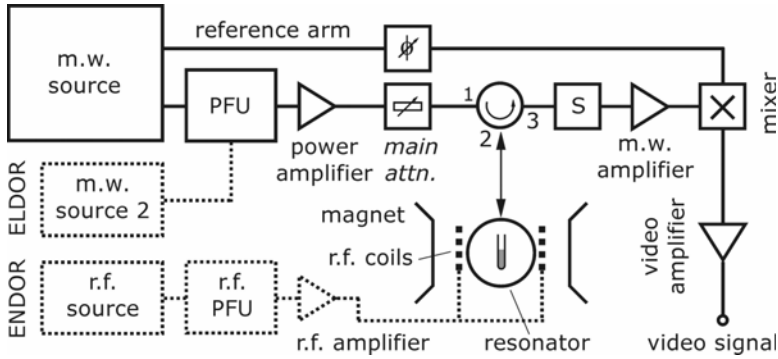 reference arm
ϕ
m.w.
source
PFU
1
2
3
S
mixer
power
amplifier
main
attn.
m.w.
amplifier
ELDOR
m.w.
source 2
magnet
r.f. coils
video
amplifier
ENDOR
r.f.
source
r.f.
PFU
r.f. amplifier
resonator
video signal